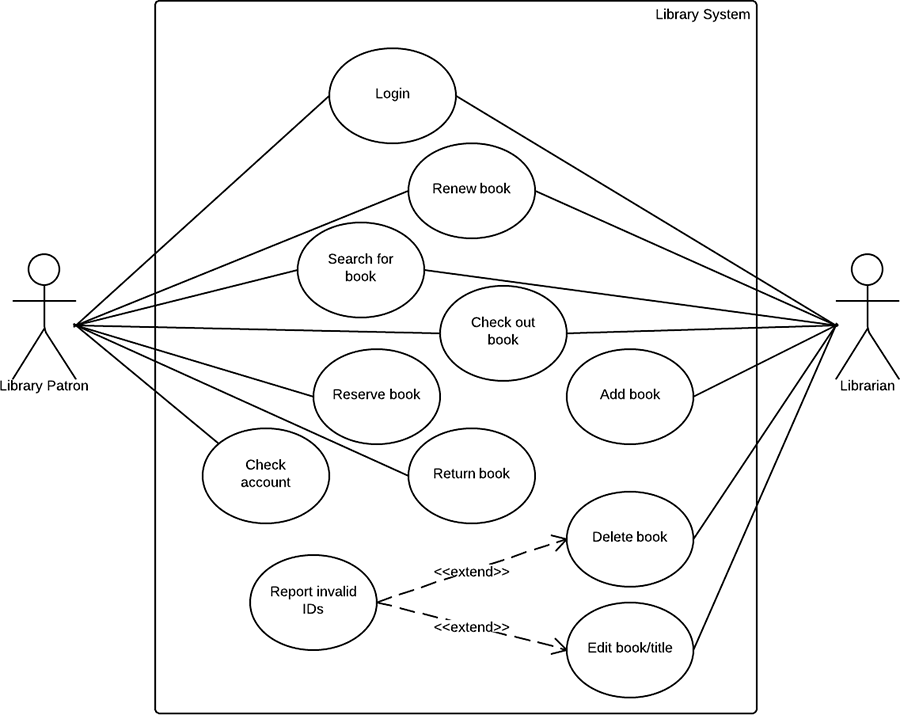 Library System
Login
Renew book
Search for
book
Check out
book
Library Patron
Librarian
Reserve book
Add book
Check
account
Return book
Delete book
<<extend>>
Report invalid
IDs
<<extend>>
Edit book/title